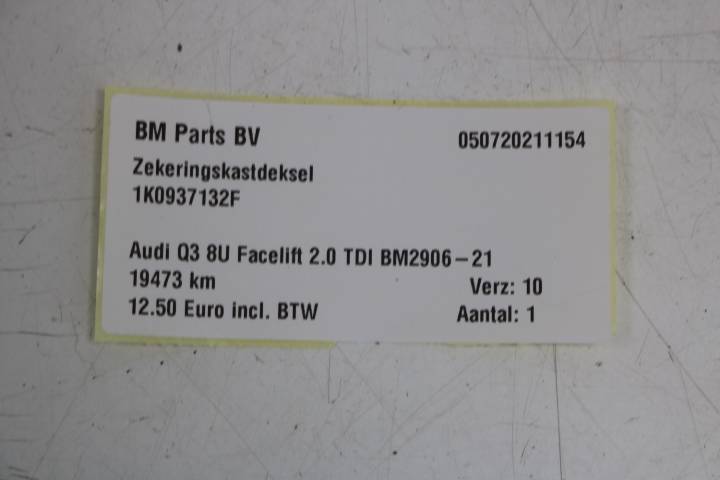 BM Parts BV 050720211154
Zekeringskastdeksel
1K0937132F
Audi Q3 8U Facelift 2.0 TDI BM2906-21
19473 km Verz: 10
12.50 Euro incl. BTW Aantal: 1